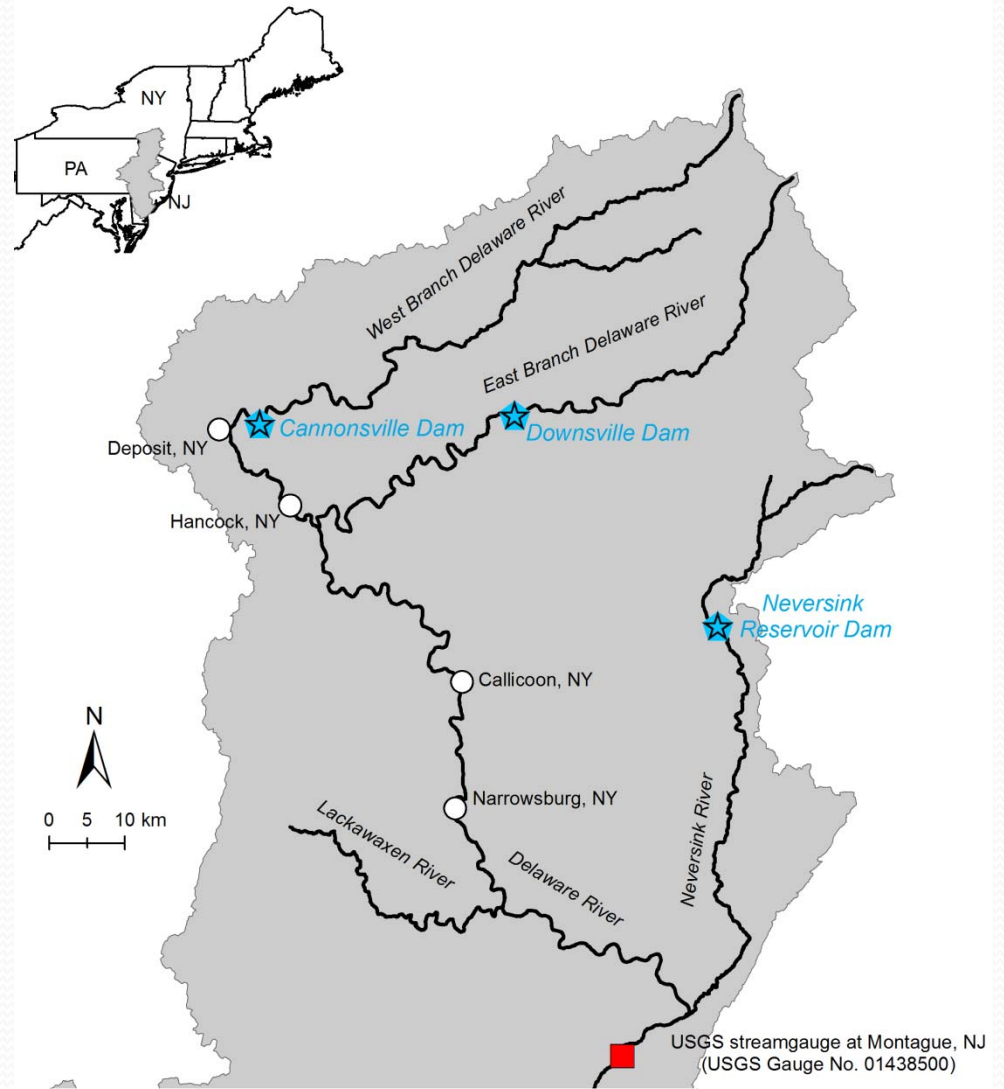 NY
PA
NJ
West Branch Delaware River
East Branch Delaware River
Cannonsville Dam
Downsville Dam
Deposit, NY
Hancock, NY
Neversink
Reservoir Dam
Callicoon, NY
N
0 5 10 km
Narrowsburg, NY
Lackawaxen River
Delaware River
Neversink River
USGS streamgauge at Montague, NJ
(USGS Gauge No. 01438500)